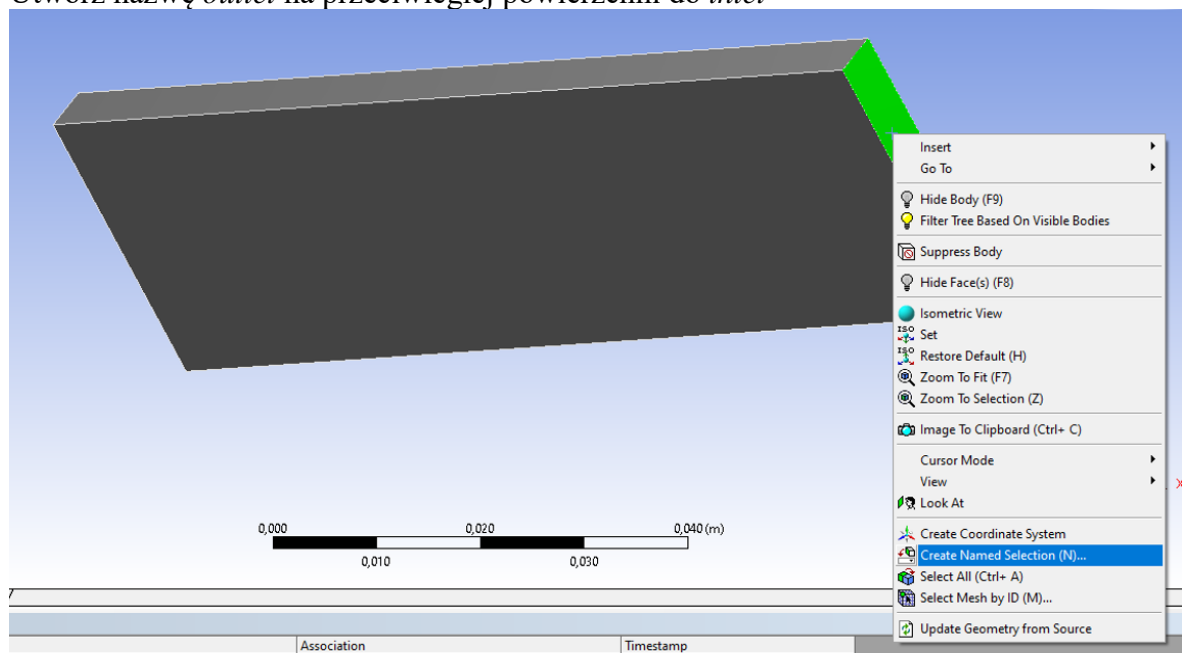 Utwórz nazwę outlet na przeciwległej powierzchni do inlet
Insert
Go To
Hide Body (F9)
Filter Tree Based On Visible Bodies
Suppress Body
Hide Face(s) (F8)
Isometric View
ISO Set
ISO Restore Default (H)
Zoom To Fit (F7)
Zoom To Selection (Z)
Image To Clipboard (Ctrl+ C)
Cursor Mode
View
Look At
0,000 0,020 0,040 (m)
0,010 0,030
Create Coordinate System
Create Named Selection (N)...
Select All (Ctrl+ A)
Select Mesh by ID (M)...
Update Geometry from Source
Association Timestamp